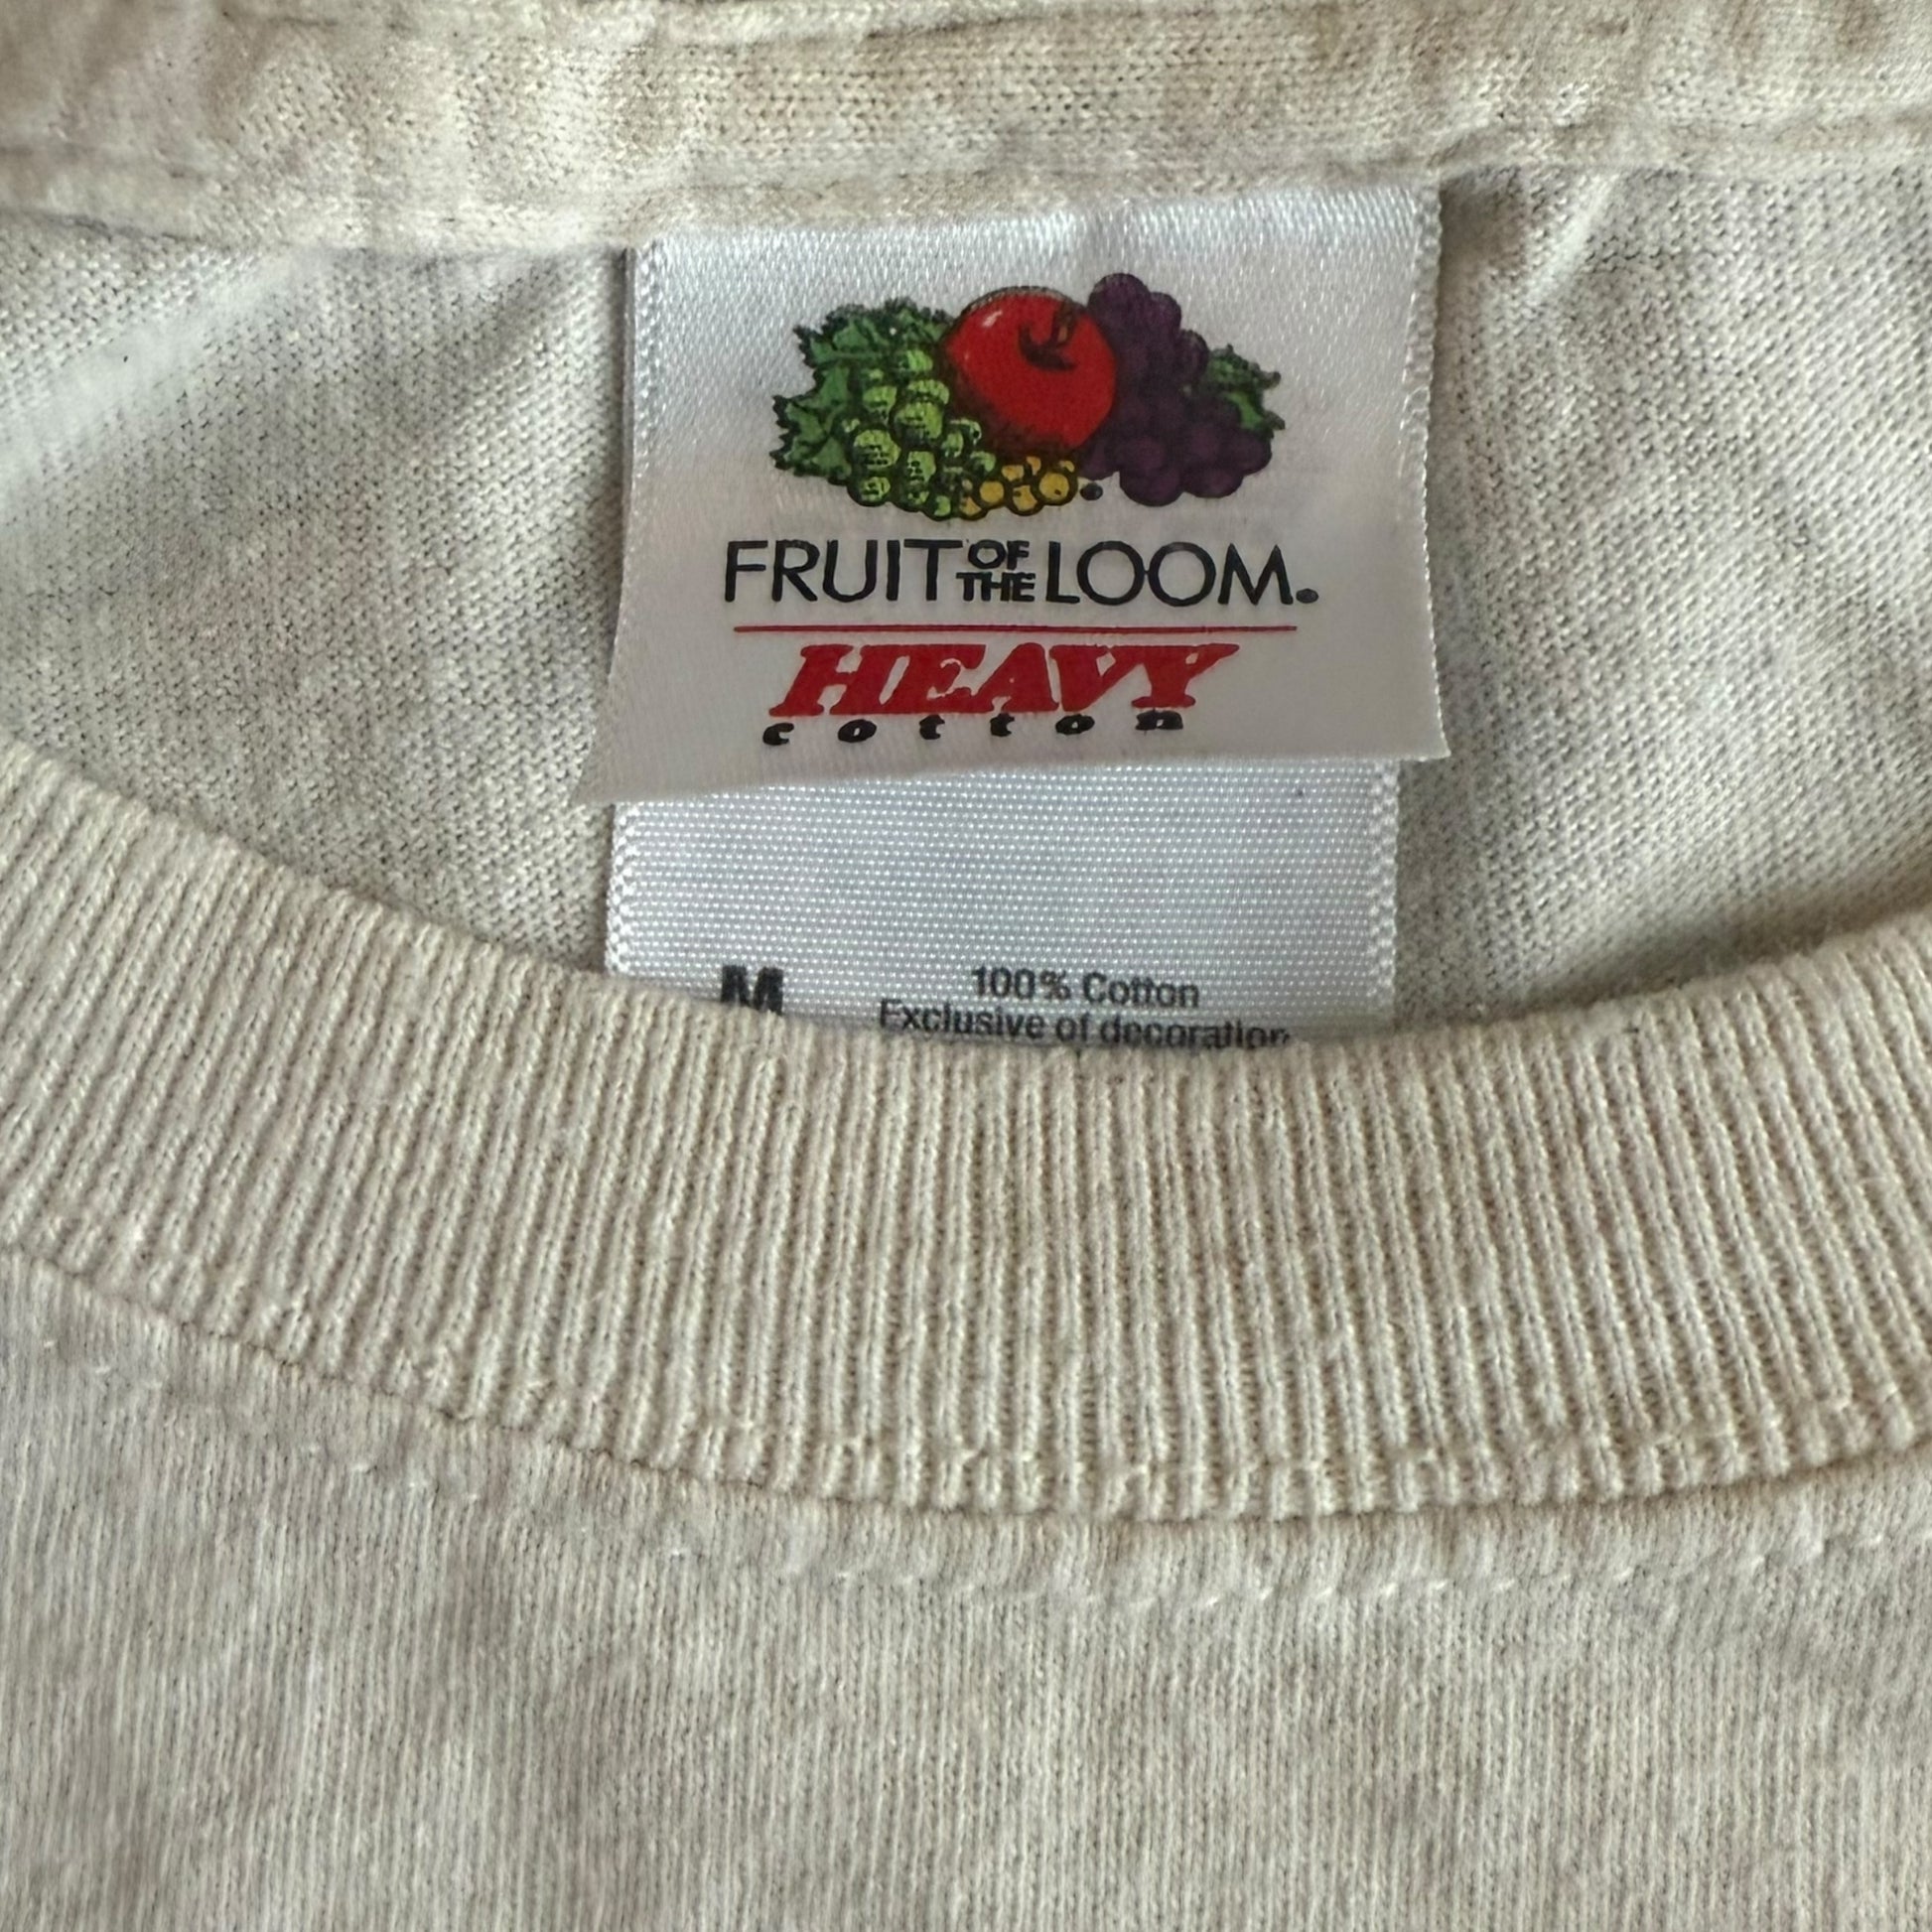 FRUIT OF THE LOOM.
HEAVY
cotton
M 100% Cotton
Exclusive of decoration